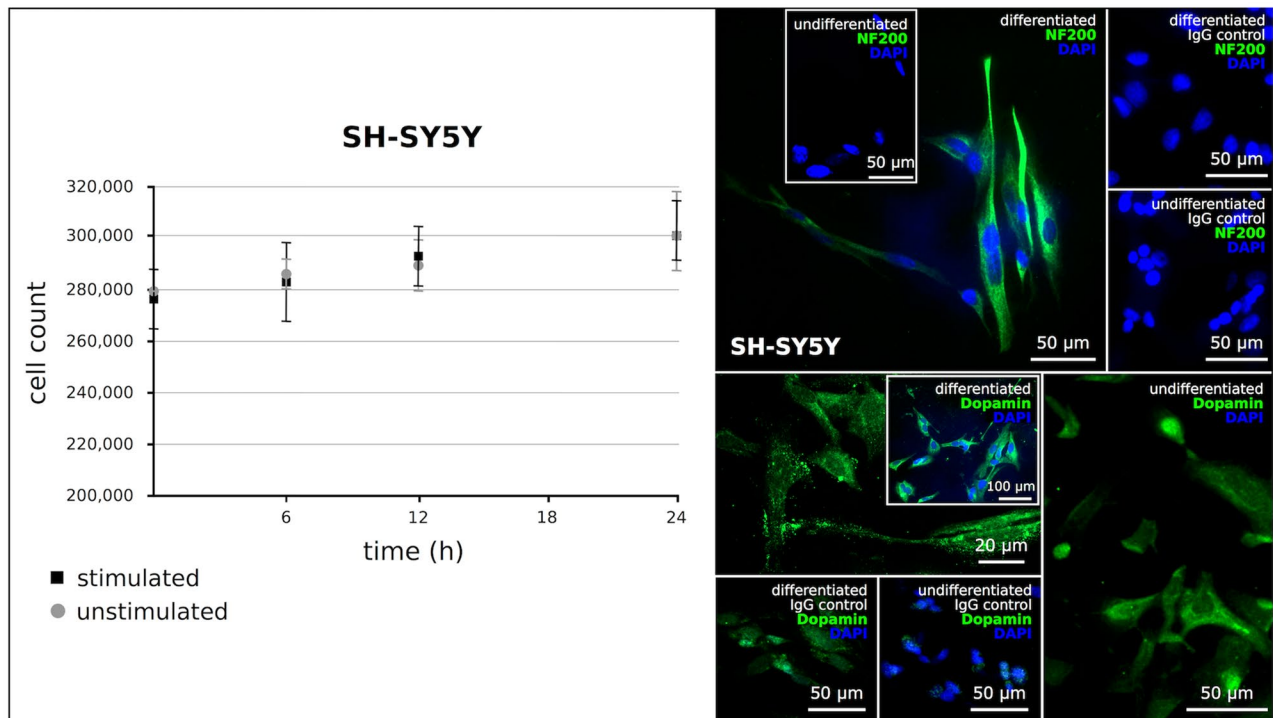 SH-SY5Y
320,000
300,000
280,000
260,000
240,000
220,000
200,000
cell count
6
12
18
24
time (h)
stimulated
unstimulated
undifferentiated
NF200
DAPI
50 µm
differentiated
NF200
DAPI
SH-SY5Y
50 µm
differentiated
IgG control
NF200
DAPI
50 µm
undifferentiated
IgG control
NF200
DAPI
50 µm
differentiated
Dopamin
DAPI
100 µm
20 µm
undifferentiated
Dopamin
DAPI
50 µm
differentiated
IgG control
Dopamin
DAPI
50 µm
undifferentiated
IgG control
Dopamin
DAPI
50 µm